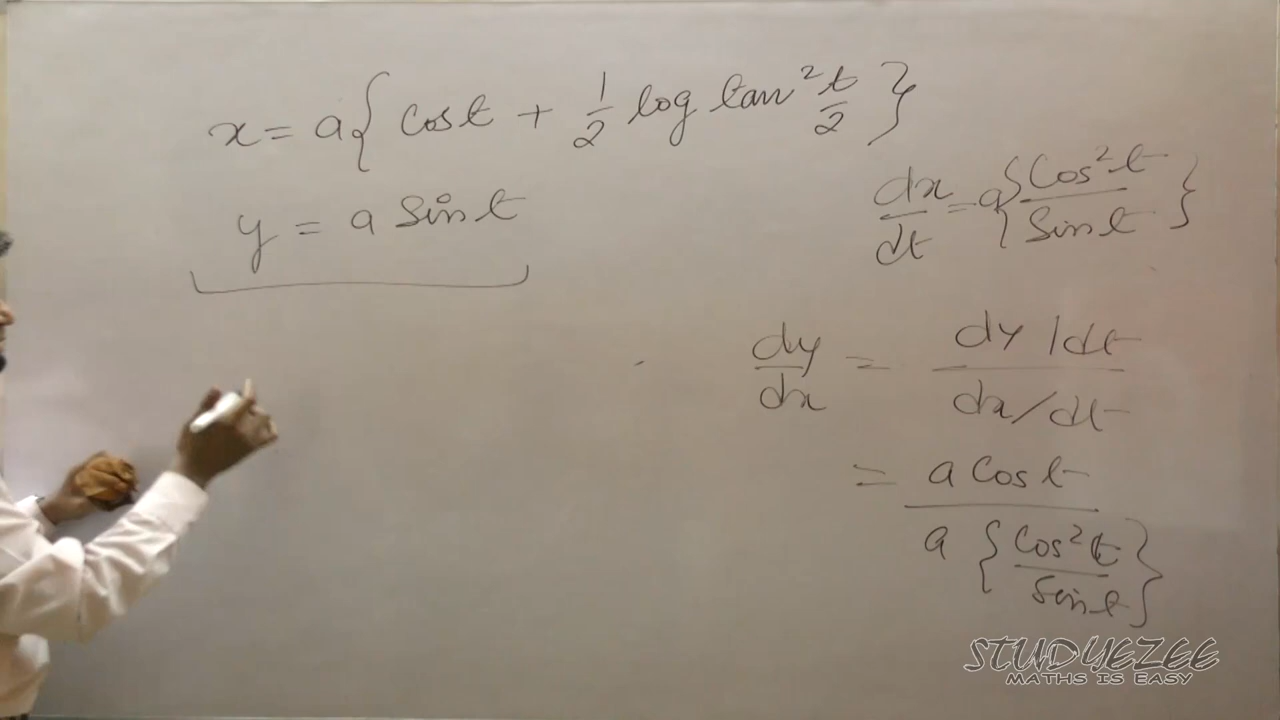 x = a{ cos t + 1/2 log tan² t/2 }
y = a sin t
dx/dt = a{ cos² t / sin t }
dy/dx = dy/dt / dx/dt
= a cos t / a { cos² t / sin t }
STUDYEZEE
MATHS IS EASY